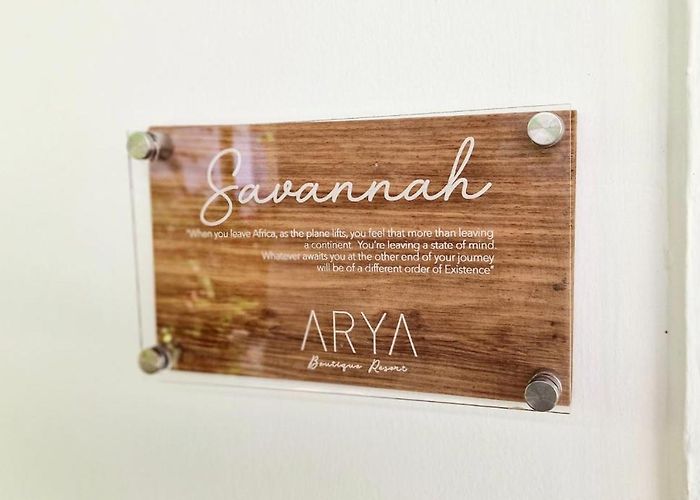 Savannah
"When you leave Africa, as the plane lifts, you feel that more than leaving
a continent. You're leaving a state of mind.
Whatever awaits you at the other end of your journey
will be of a different order of Existence"
ARYA
Boutique Resort